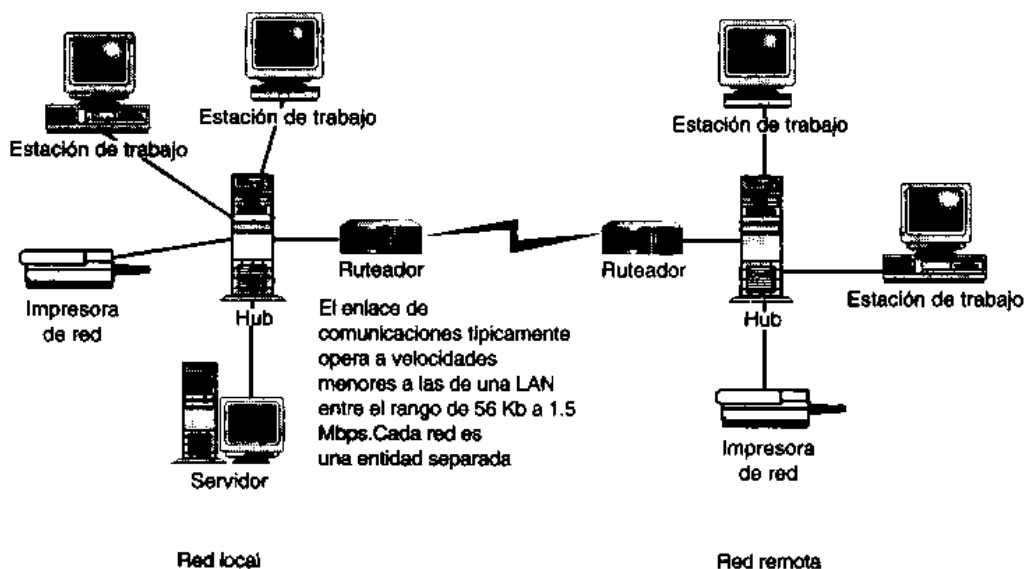 Estación de trabajo
Estación de trabajo
Impresora
de red
Hub
Servidor
Ruteador
El enlace de
comunicaciones típicamente
opera a velocidades
menores a las de una LAN
entre el rango de 56 Kb a 1.5
Mbps.Cada red es
una entidad separada
Ruteador
Estación de trabajo
Hub
Estación de trabajo
Impresora
de red
Red local
Red remota